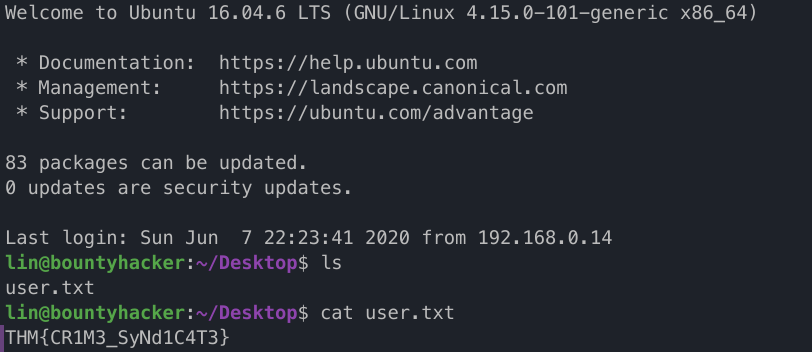 Welcome to Ubuntu 16.04.6 LTS (GNU/Linux 4.15.0-101-generic x86_64)
* Documentation:  https://help.ubuntu.com
* Management:     https://landscape.canonical.com
* Support:        https://ubuntu.com/advantage
83 packages can be updated.
0 updates are security updates.
Last login: Sun Jun  7 22:23:41 2020 from 192.168.0.14
lin@bountyhacker:~/Desktop$ ls
user.txt
lin@bountyhacker:~/Desktop$ cat user.txt
THM{CR1M3_SyNd1C4T3}